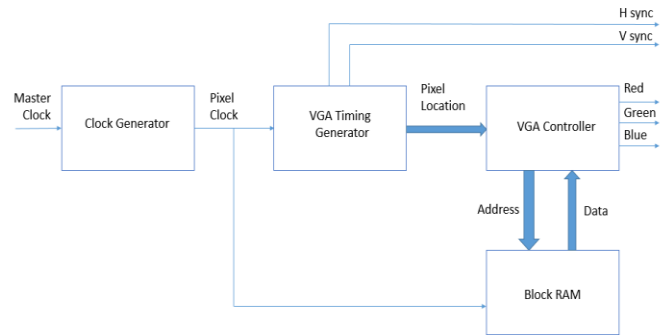 H sync
V sync
Master
Clock
Clock Generator
Pixel
Clock
VGA Timing
Generator
Pixel
Location
VGA Controller
Red
Green
Blue
Address
Data
Block RAM